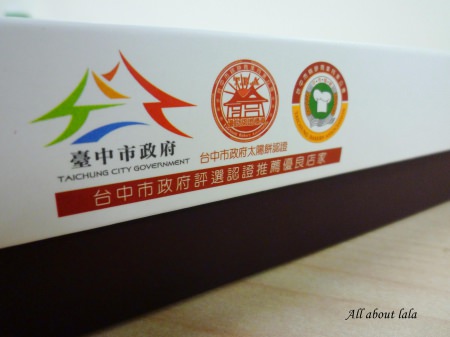 臺中市政府
TAICHUNG CITY GOVERNMENT
台中市政府太陽餅認證
台中市政府評選認證推薦優良店家
All about lala